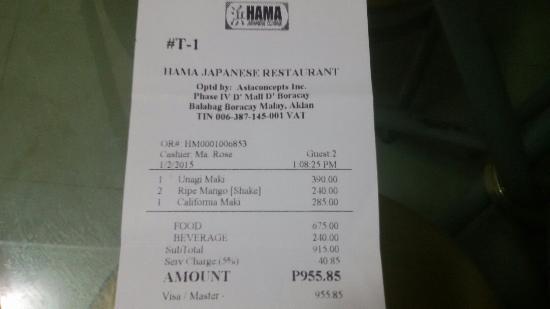 HAMA
#T-1
HAMA JAPANESE RESTAURANT
Optd by: Asiaconcepts Inc.
Phase IV D' Mall D' Boracay
Balabag Boracay Malay, Aklan
TIN 006-387-145-001 VAT
OR# HM0001006853
Cashier: Ma. Rose Guest 2
1/2/2015 1:08:25 PM
1 Unagi Maki 390.00
2 Ripe Mango [Shake] 240.00
1 California Maki 285.00
FOOD 675.00
BEVERAGE 240.00
SubTotal 915.00
Serv Charge (5%) 40.85
AMOUNT P955.85
Visa / Master - 955.85